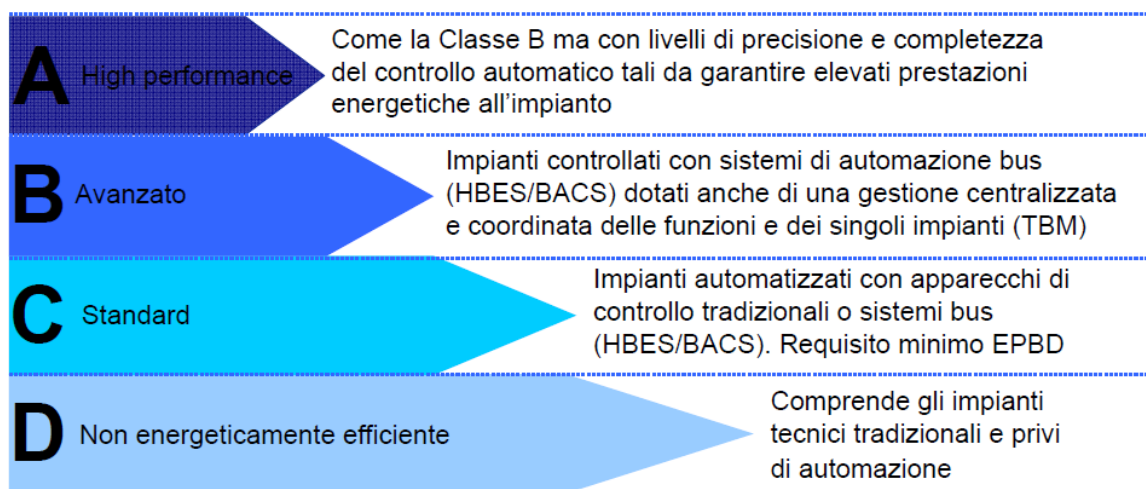 A High performance
Come la Classe B ma con livelli di precisione e completezza
del controllo automatico tali da garantire elevati prestazioni
energetiche all'impianto
B Avanzato
Impianti controllati con sistemi di automazione bus
(HBES/BACS) dotati anche di una gestione centralizzata
e coordinata delle funzioni e dei singoli impianti (TBM)
C Standard
Impianti automatizzati con apparecchi di
controllo tradizionali o sistemi bus
(HBES/BACS). Requisito minimo EPBD
D Non energeticamente efficiente
Comprende gli impianti
tecnici tradizionali e privi
di automazione